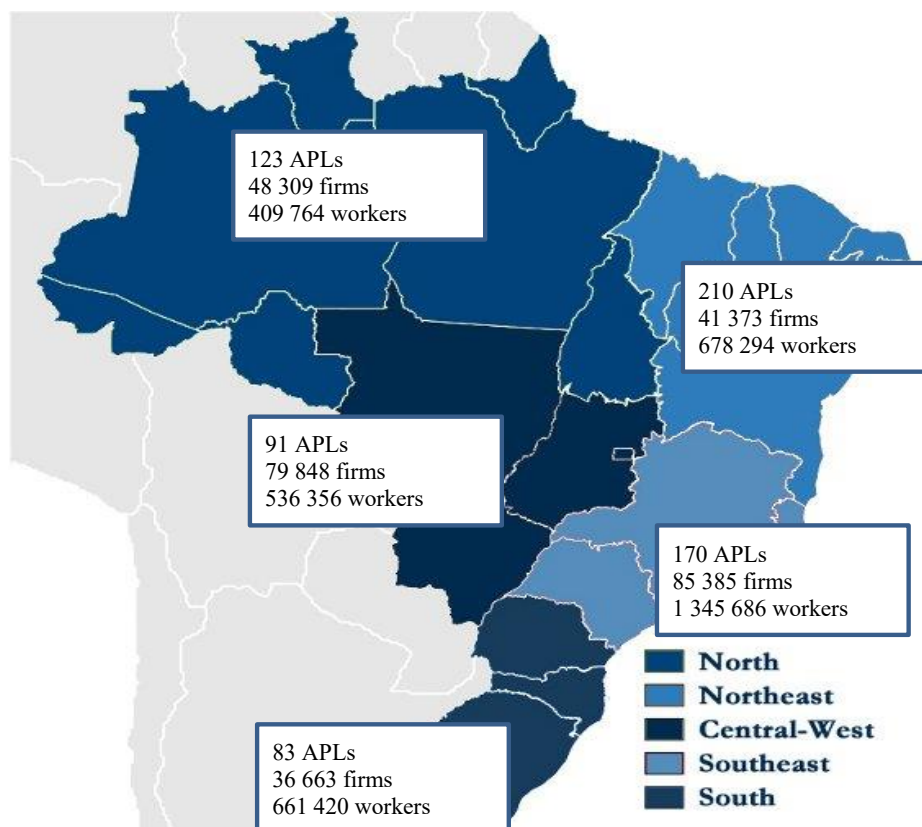 123 APLs
48 309 firms
409 764 workers
210 APLs
41 373 firms
678 294 workers
91 APLs
79 848 firms
536 356 workers
170 APLs
85 385 firms
1 345 686 workers
83 APLs
36 663 firms
661 420 workers
North
Northeast
Central-West
Southeast
South